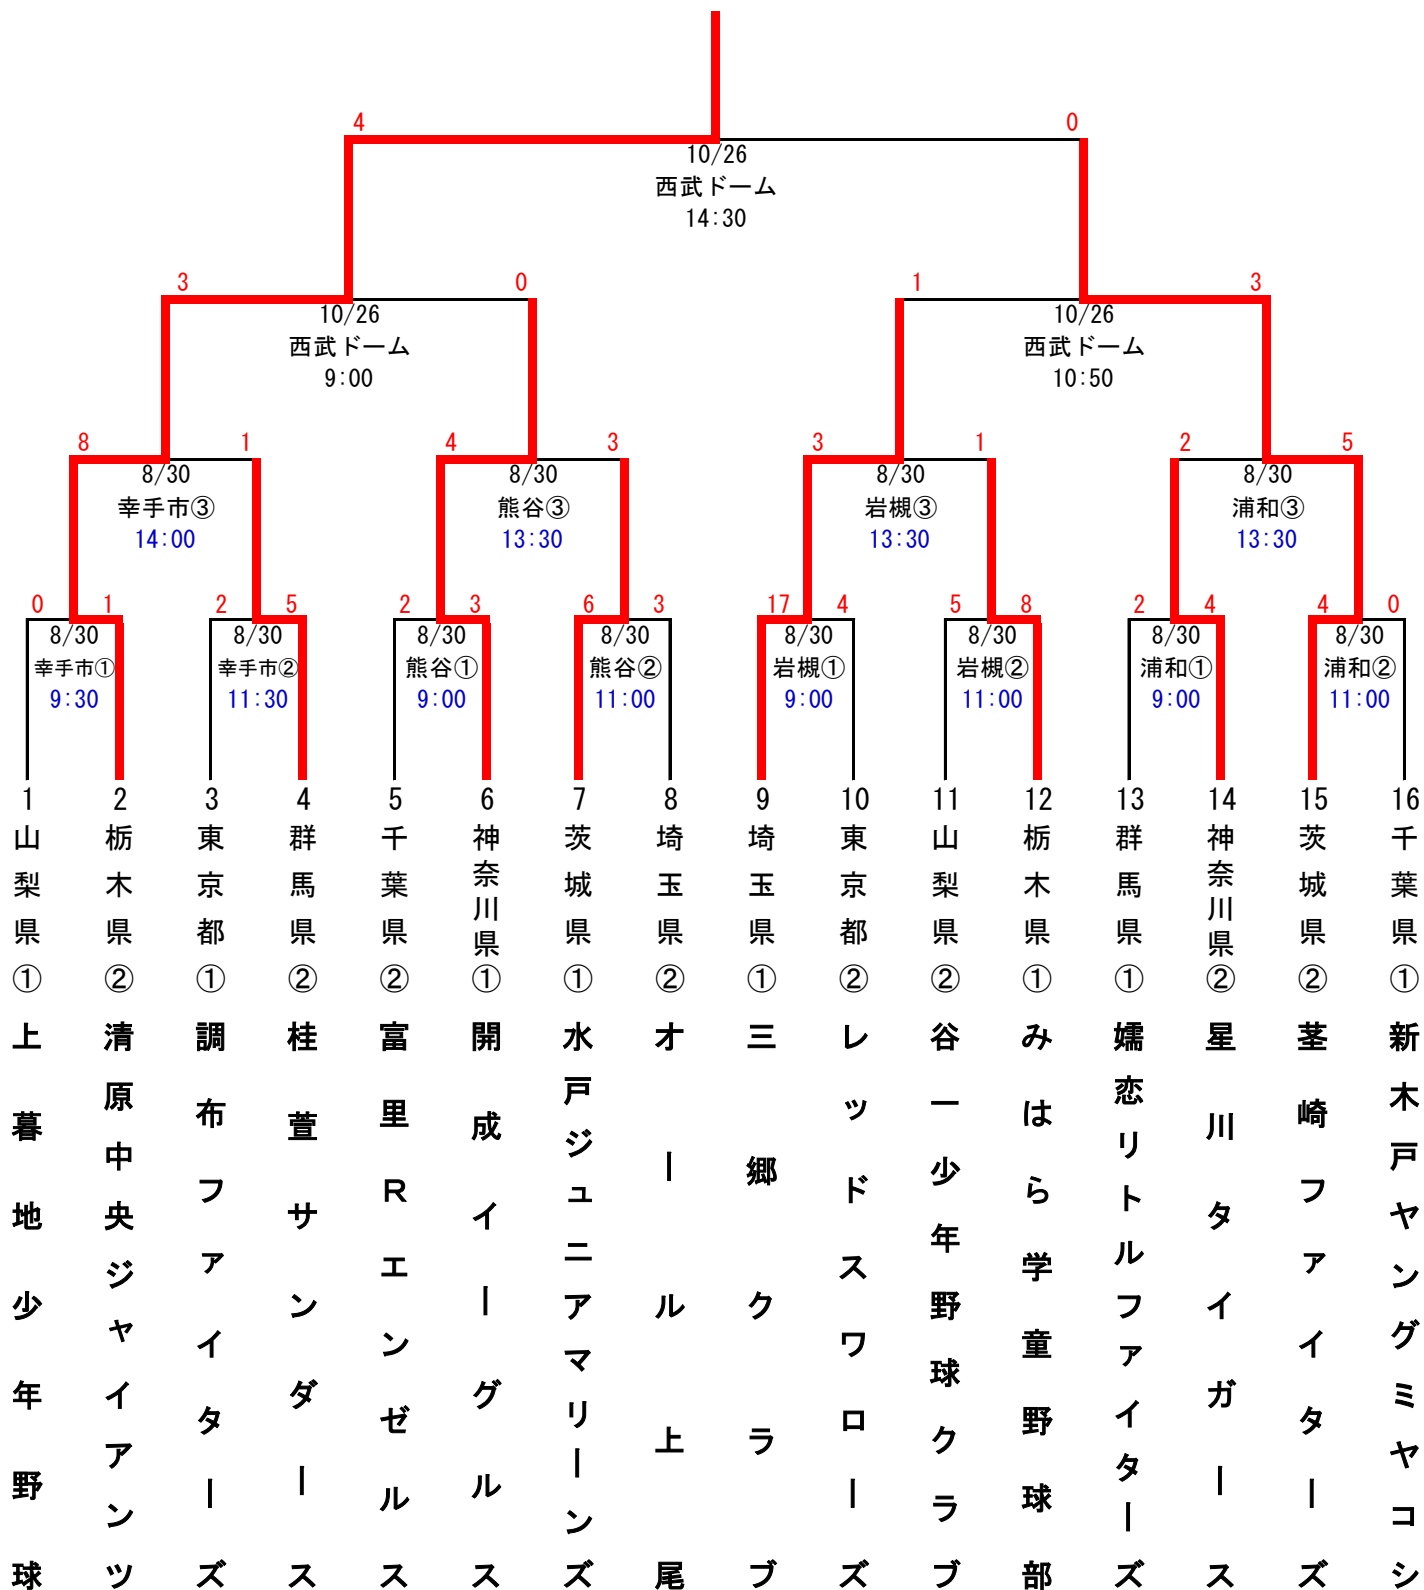 4
0
10/26
西武ドーム
14:30
3
0
1
3
10/26
西武ドーム
9:00
10/26
西武ドーム
10:50
8
1
4
3
3
1
2
5
8/30
幸手市③
14:00
8/30
熊谷③
13:30
8/30
岩槻③
13:30
8/30
浦和③
13:30
0
1
2
5
2
3
6
3
17
4
5
8
2
4
4
0
8/30
幸手市①
9:30
8/30
幸手市②
11:30
8/30
熊谷①
9:00
8/30
熊谷②
11:00
8/30
岩槻①
9:00
8/30
岩槻②
11:00
8/30
浦和①
9:00
8/30
浦和②
11:00
1
山梨県①
上暮地少年野球
2
栃木県②
清原中央ジャイアンツ
3
東京都①
調布ファイターズ
4
群馬県②
桂萱サンダース
5
千葉県②
富里Rエンゼルス
6
神奈川県①
開成イーグルス
7
茨城県①
水戸ジュニアマリーンズ
8
埼玉県②
オール上尾
9
埼玉県①
三郷クラブ
10
東京都②
レッドスワローズ
11
山梨県②
谷一少年野球クラブ
12
栃木県①
みはら学童野球部
13
群馬県①
嬬恋リトルファイターズ
14
神奈川県②
星川タイガース
15
茨城県②
茎崎ファイターズ
16
千葉県①
新木戸ヤングミヤコシ